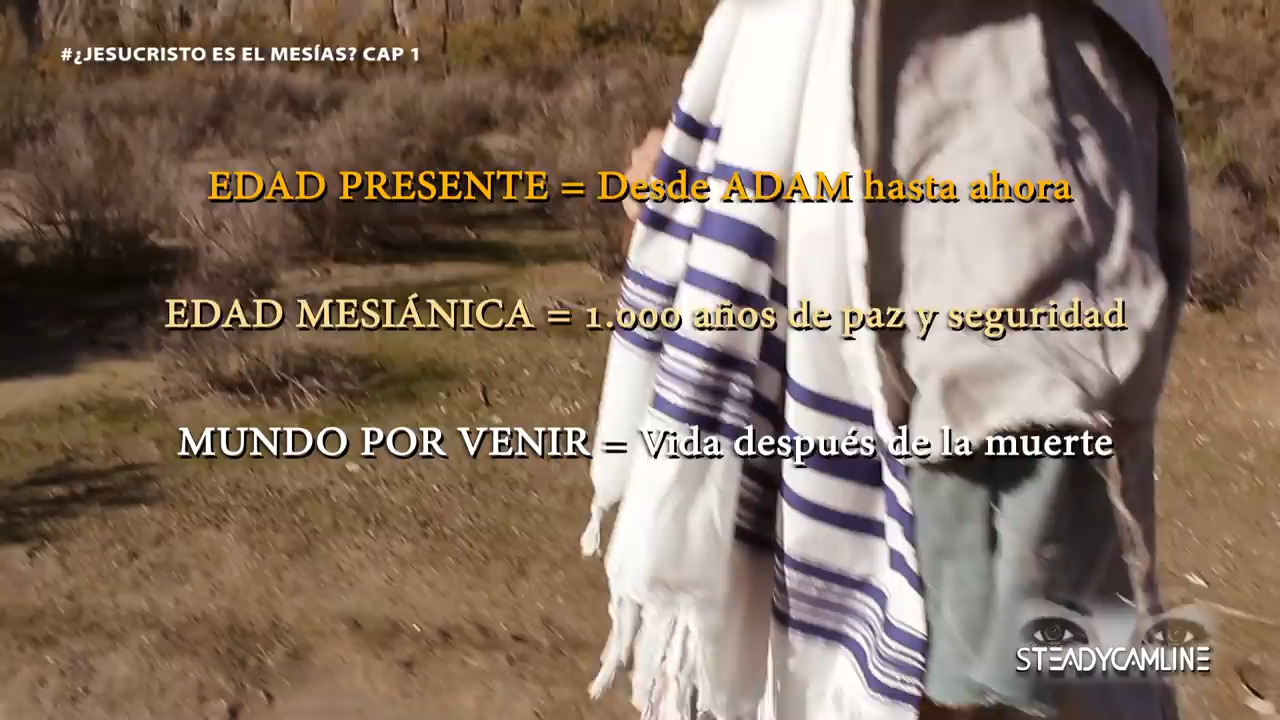 #¿JESUCRISTO ES EL MESÍAS? CAP 1
EDAD PRESENTE = Desde ADAM hasta ahora
EDAD MESIÁNICA = 1.000 años de paz y seguridad
MUNDO POR VENIR = Vida después de la muerte
STEADYCAMLINE